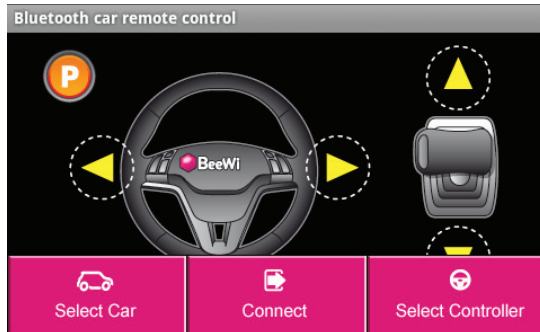 Bluetooth car remote control
P
BeeWi
Select Car
Connect
Select Controller